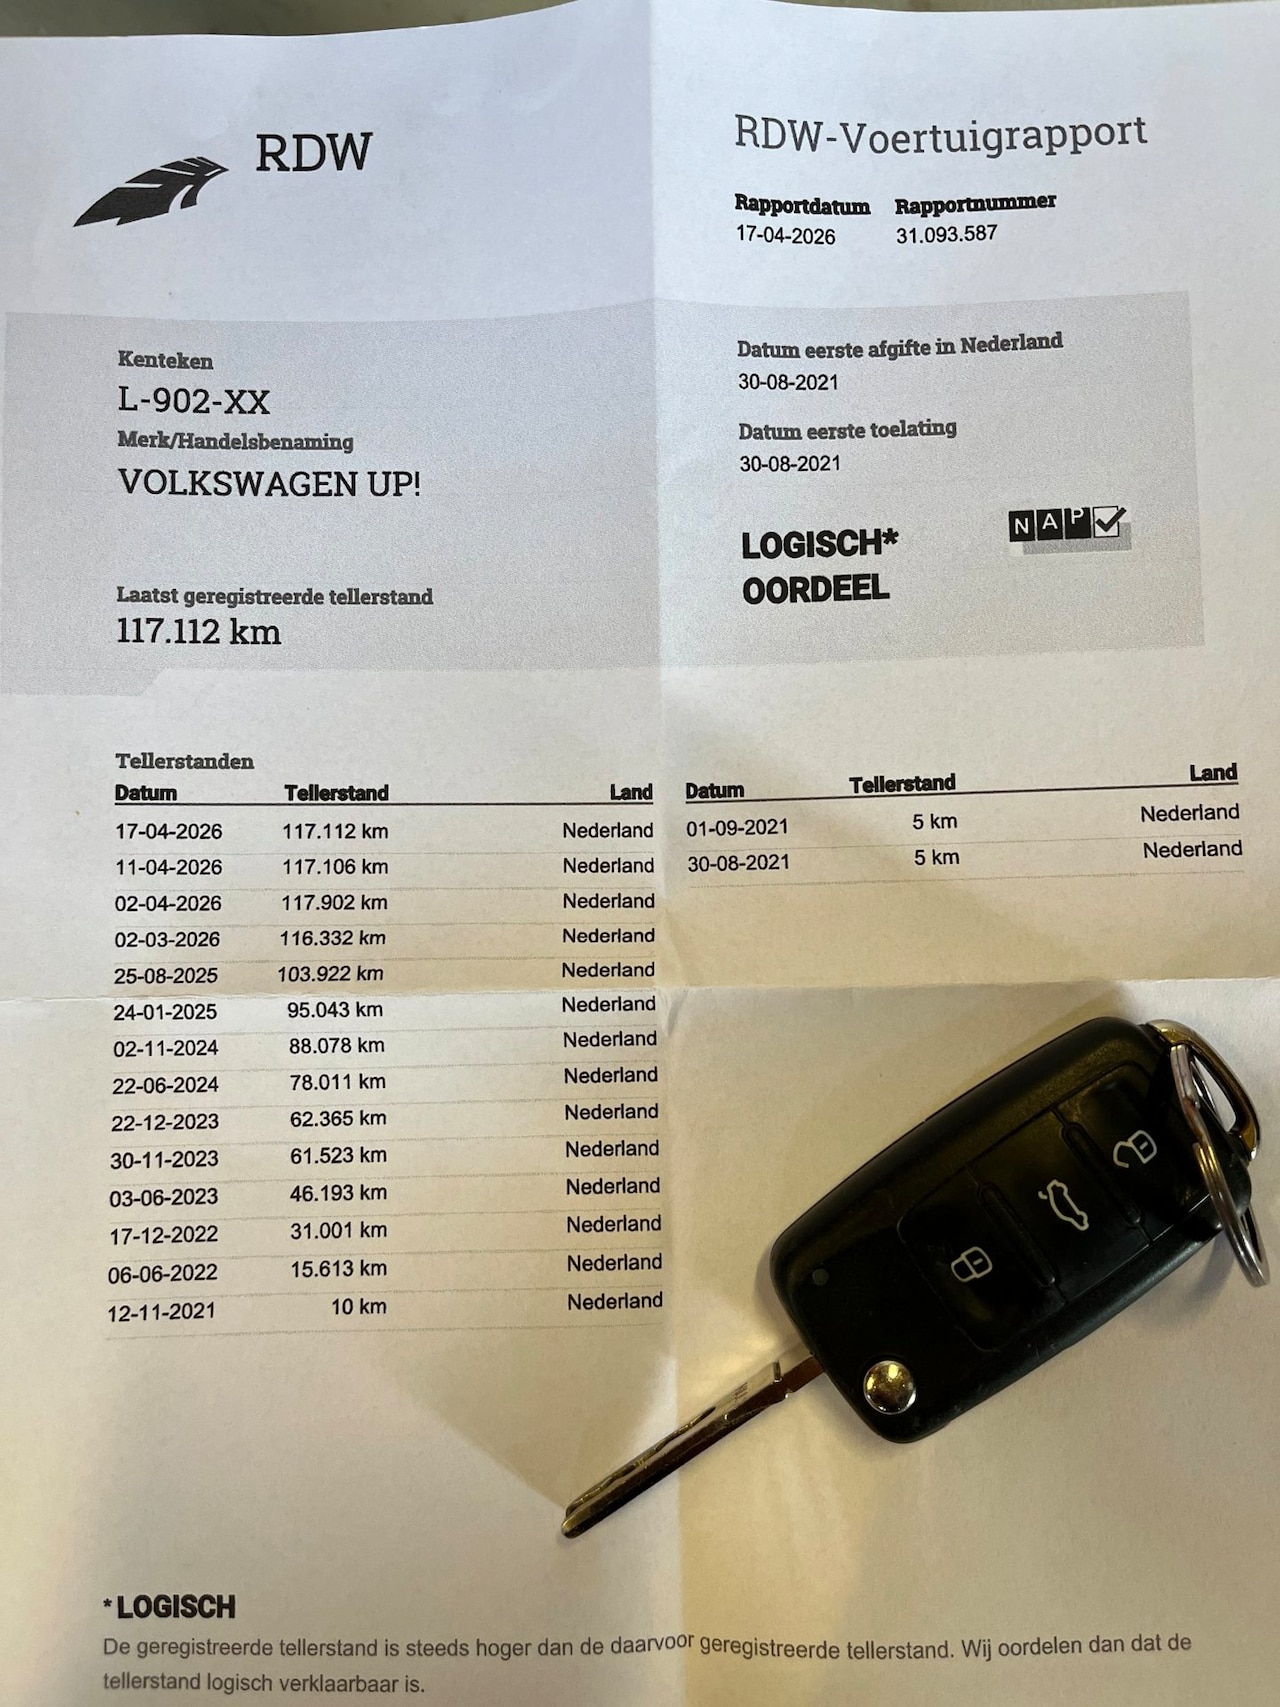 RDW
RDW-Voertuigrapport
Rapportdatum Rapportnummer
17-04-2026 31.093.587
Kenteken
L-902-XX
Merk/Handelsbenaming
VOLKSWAGEN UP!
Laatst geregistreerde tellerstand
117.112 km
Datum eerste afgifte in Nederland
30-08-2021
Datum eerste toelating
30-08-2021
LOGISCH*
OORDEEL
NAP
Tellerstanden
Datum Tellerstand Land
17-04-2026 117.112 km Nederland
11-04-2026 117.106 km Nederland
02-04-2026 117.902 km Nederland
02-03-2026 116.332 km Nederland
25-08-2025 103.922 km Nederland
24-01-2025 95.043 km Nederland
02-11-2024 88.078 km Nederland
22-06-2024 78.011 km Nederland
22-12-2023 62.365 km Nederland
30-11-2023 61.523 km Nederland
03-06-2023 46.193 km Nederland
17-12-2022 31.001 km Nederland
06-06-2022 15.613 km Nederland
12-11-2021 10 km Nederland
Datum Tellerstand Land
01-09-2021 5 km Nederland
30-08-2021 5 km Nederland
*LOGISCH
De geregistreerde tellerstand is steeds hoger dan de daarvoor geregistreerde tellerstand. Wij oordelen dan dat de
tellerstand logisch verklaarbaar is.